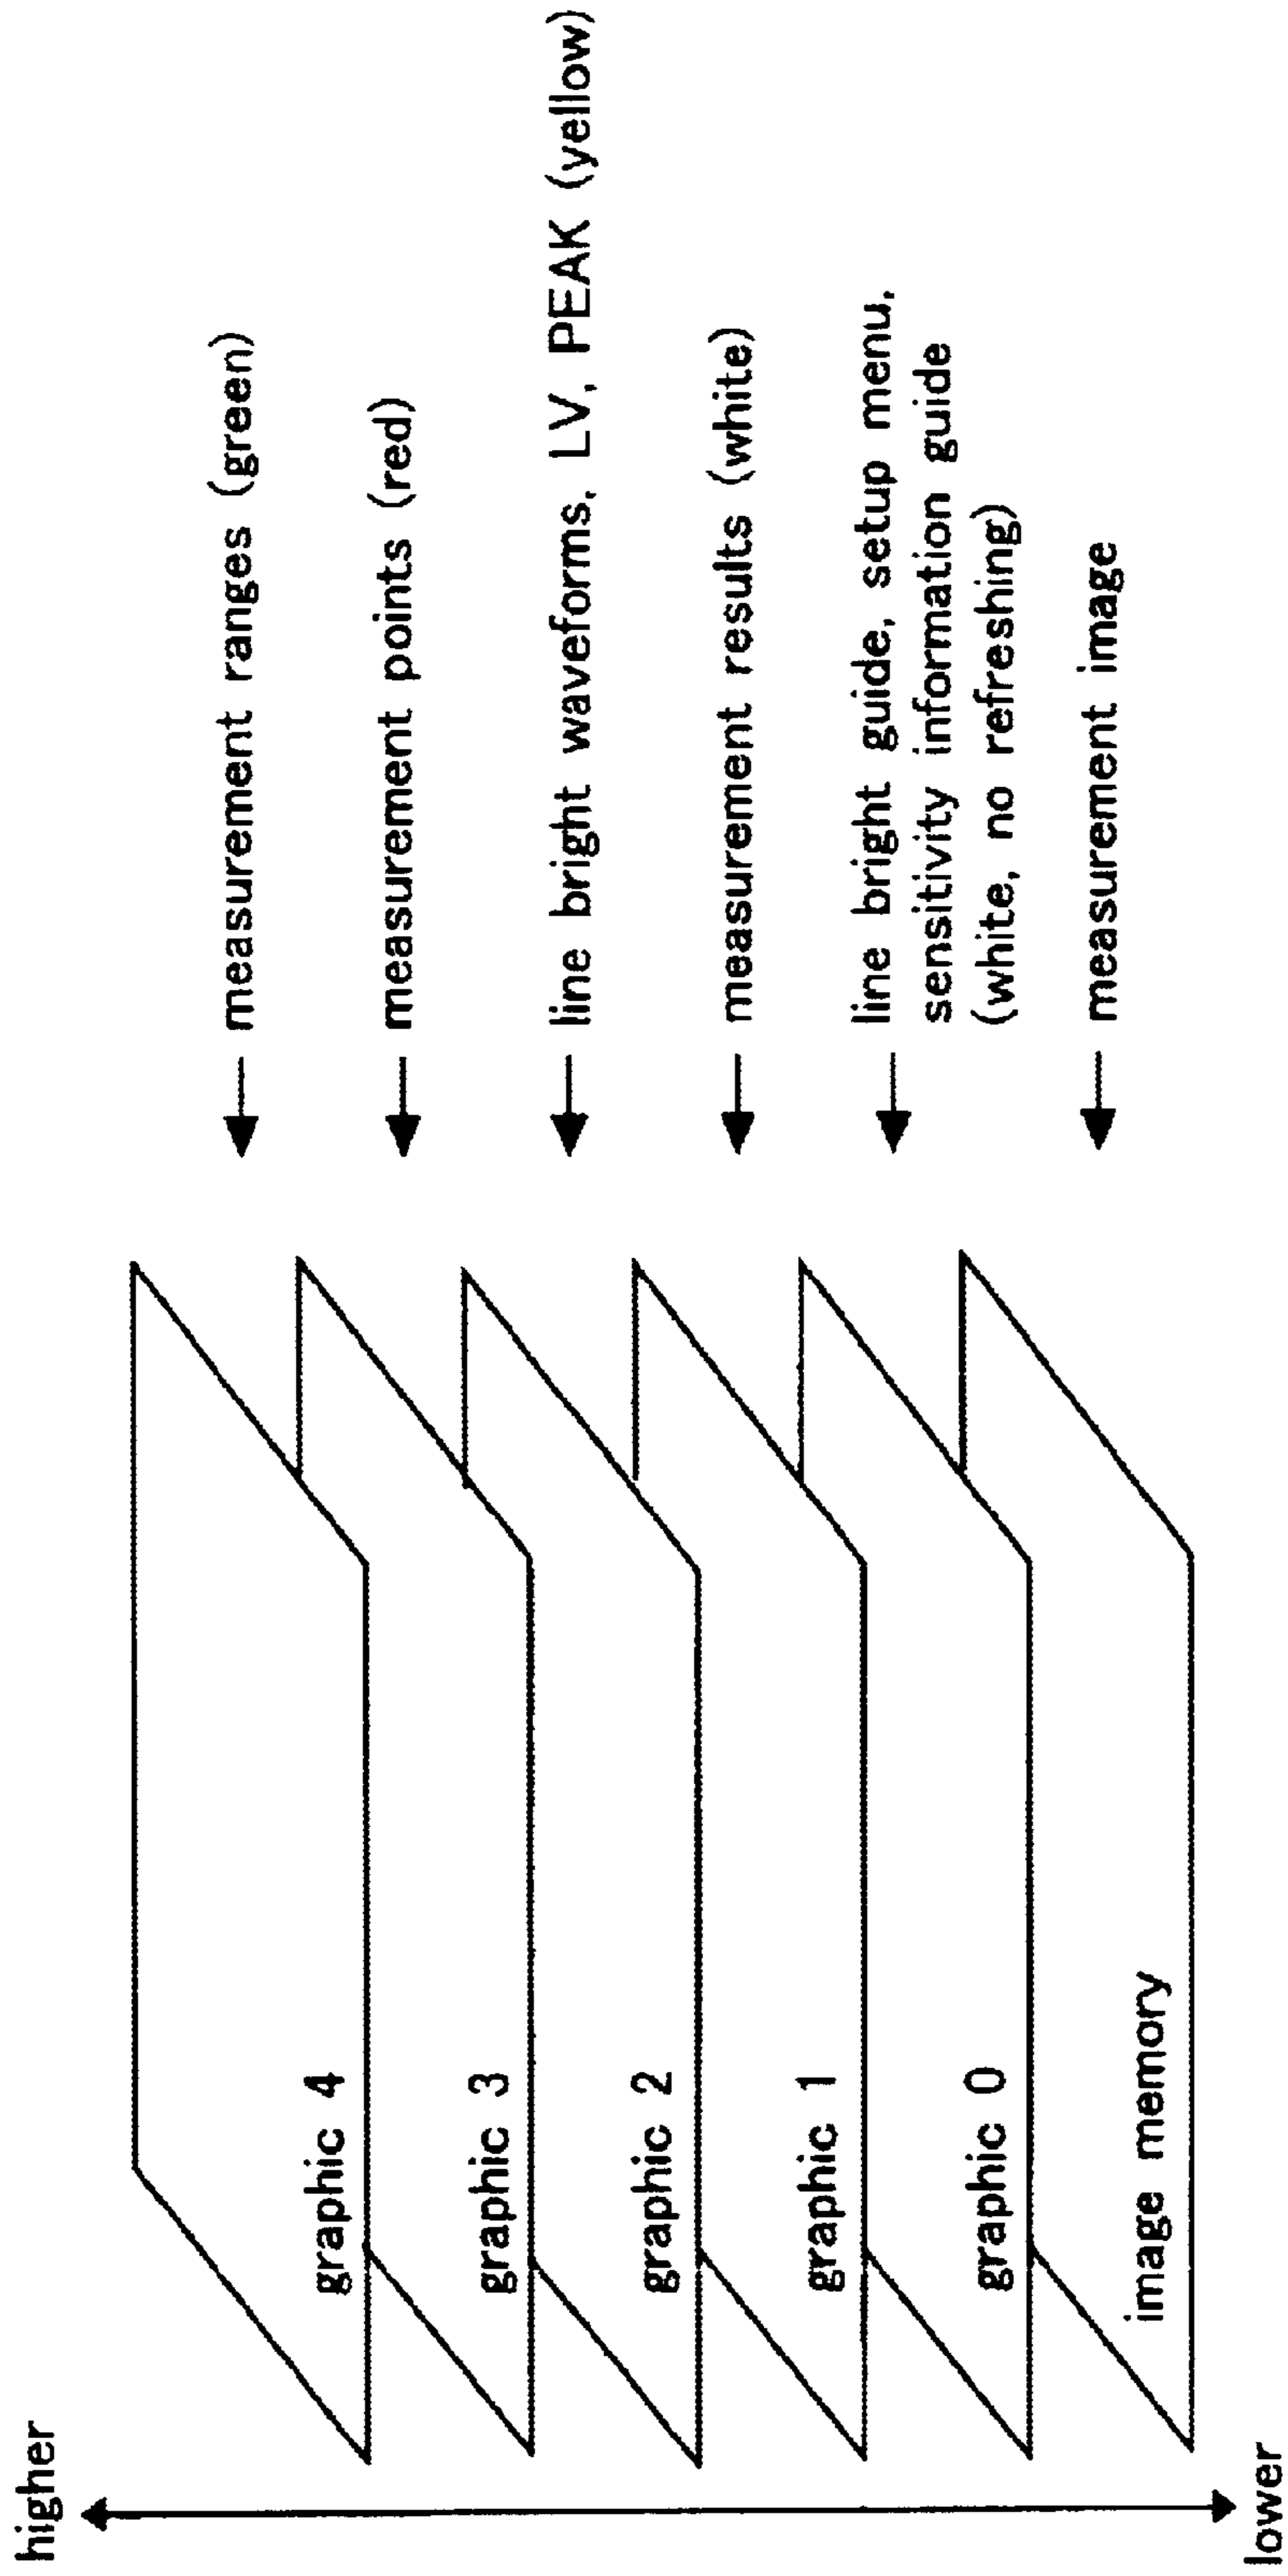 higher
graphic 4
measurement ranges (green)
graphic 3
measurement points (red)
graphic 2
line bright waveforms, LV, PEAK (yellow)
graphic 1
measurement results (white)
graphic 0
line bright guide, setup menu,
sensitivity information guide
(white, no refreshing)
image memory
measurement image
lower